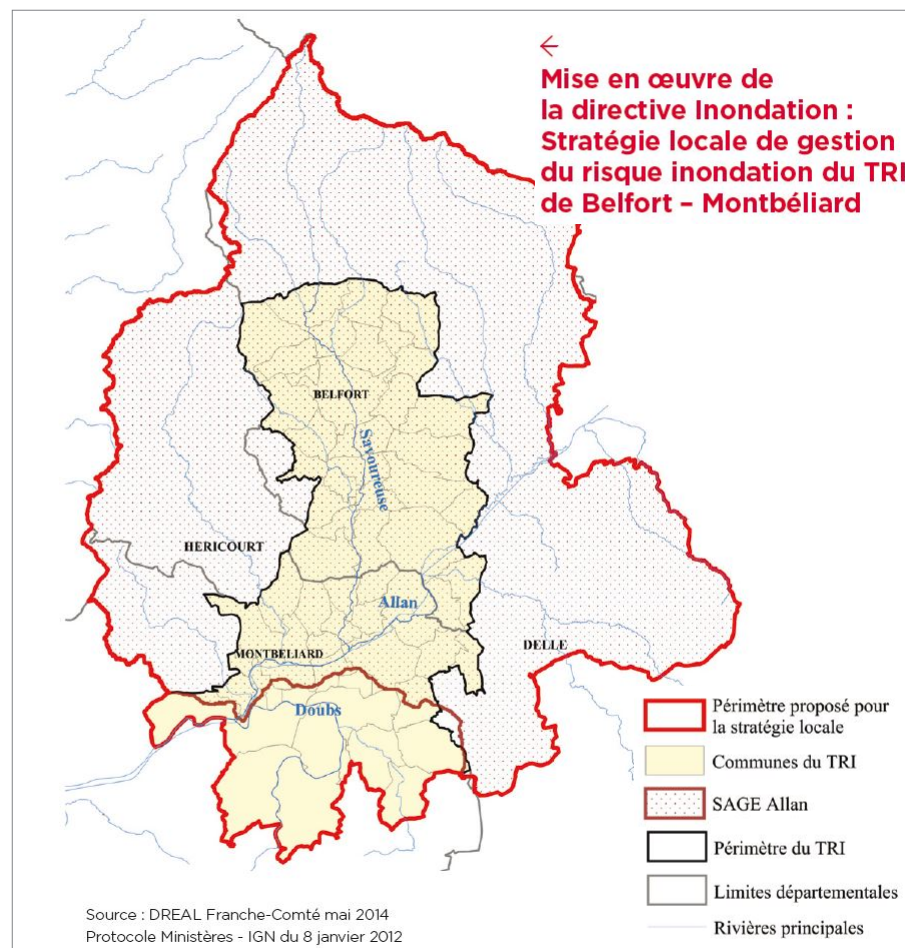 ←
Mise en œuvre de
la directive Inondation :
Stratégie locale de gestion
du risque inondation du TRI
de Belfort – Montbéliard
BELFORT
Savoureuse
HERICOURT
Allan
MONTBELIARD
DELLE
Doubs
Périmètre proposé pour
la stratégie locale
Communes du TRI
SAGE Allan
Périmètre du TRI
Limites départementales
Rivières principales
Source : DREAL Franche-Comté mai 2014
Protocole Ministères - IGN du 8 janvier 2012